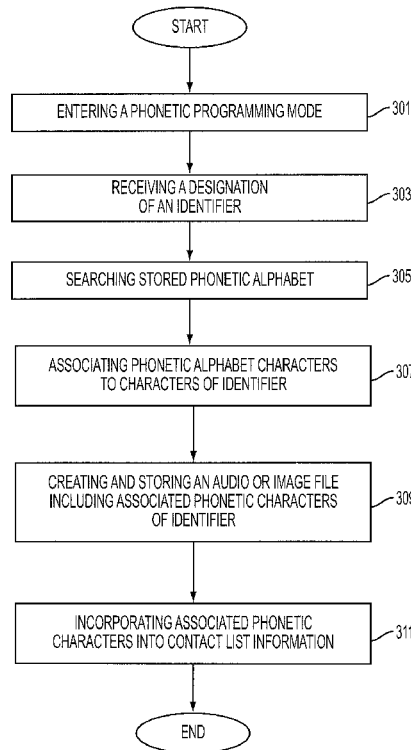 START
ENTERING A PHONETIC PROGRAMMING MODE
301
RECEIVING A DESIGNATION
OF AN IDENTIFIER
303
SEARCHING STORED PHONETIC ALPHABET
305
ASSOCIATING PHONETIC ALPHABET CHARACTERS
TO CHARACTERS OF IDENTIFIER
307
CREATING AND STORING AN AUDIO OR IMAGE FILE
INCLUDING ASSOCIATED PHONETIC CHARACTERS
OF IDENTIFIER
309
INCORPORATING ASSOCIATED PHONETIC
CHARACTERS INTO CONTACT LIST INFORMATION
311
END